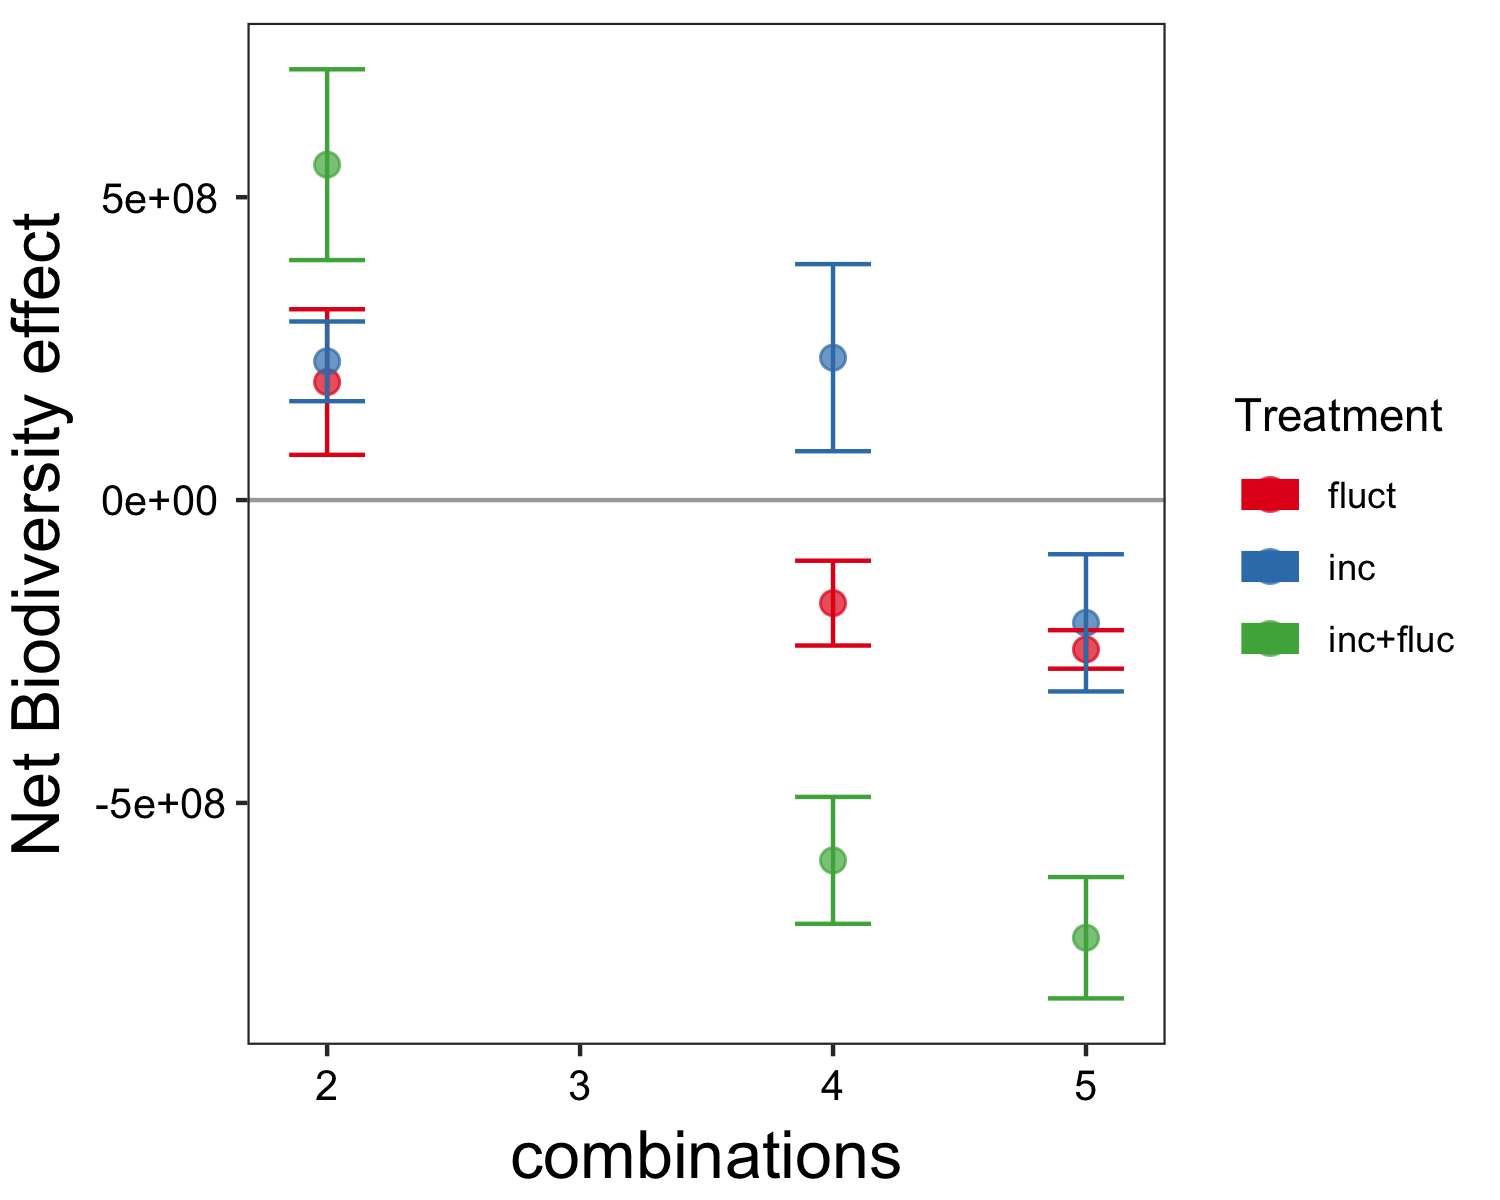 Net Biodiversity effect
5e+08
0e+00
-5e+08
2 3 4 5
combinations
Treatment
fluct
inc
inc+fluc